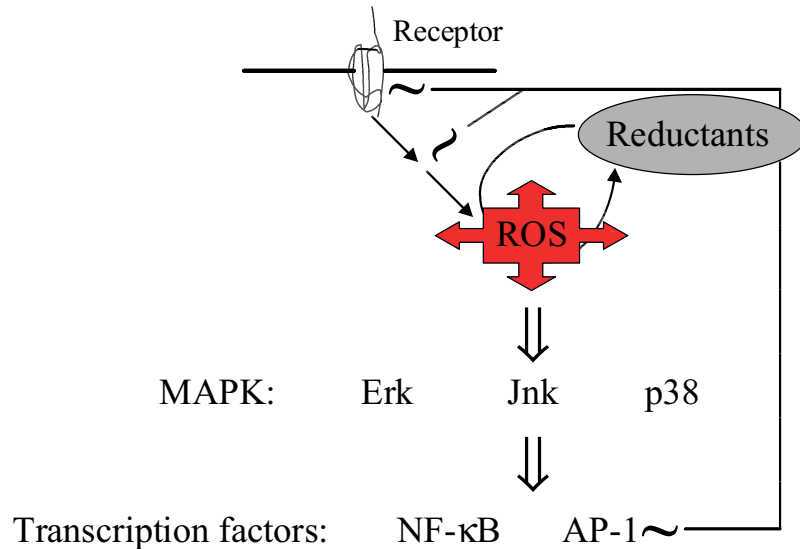 Receptor
Reductants
ROS
MAPK: Erk Jnk p38
Transcription factors: NF-κB AP-1